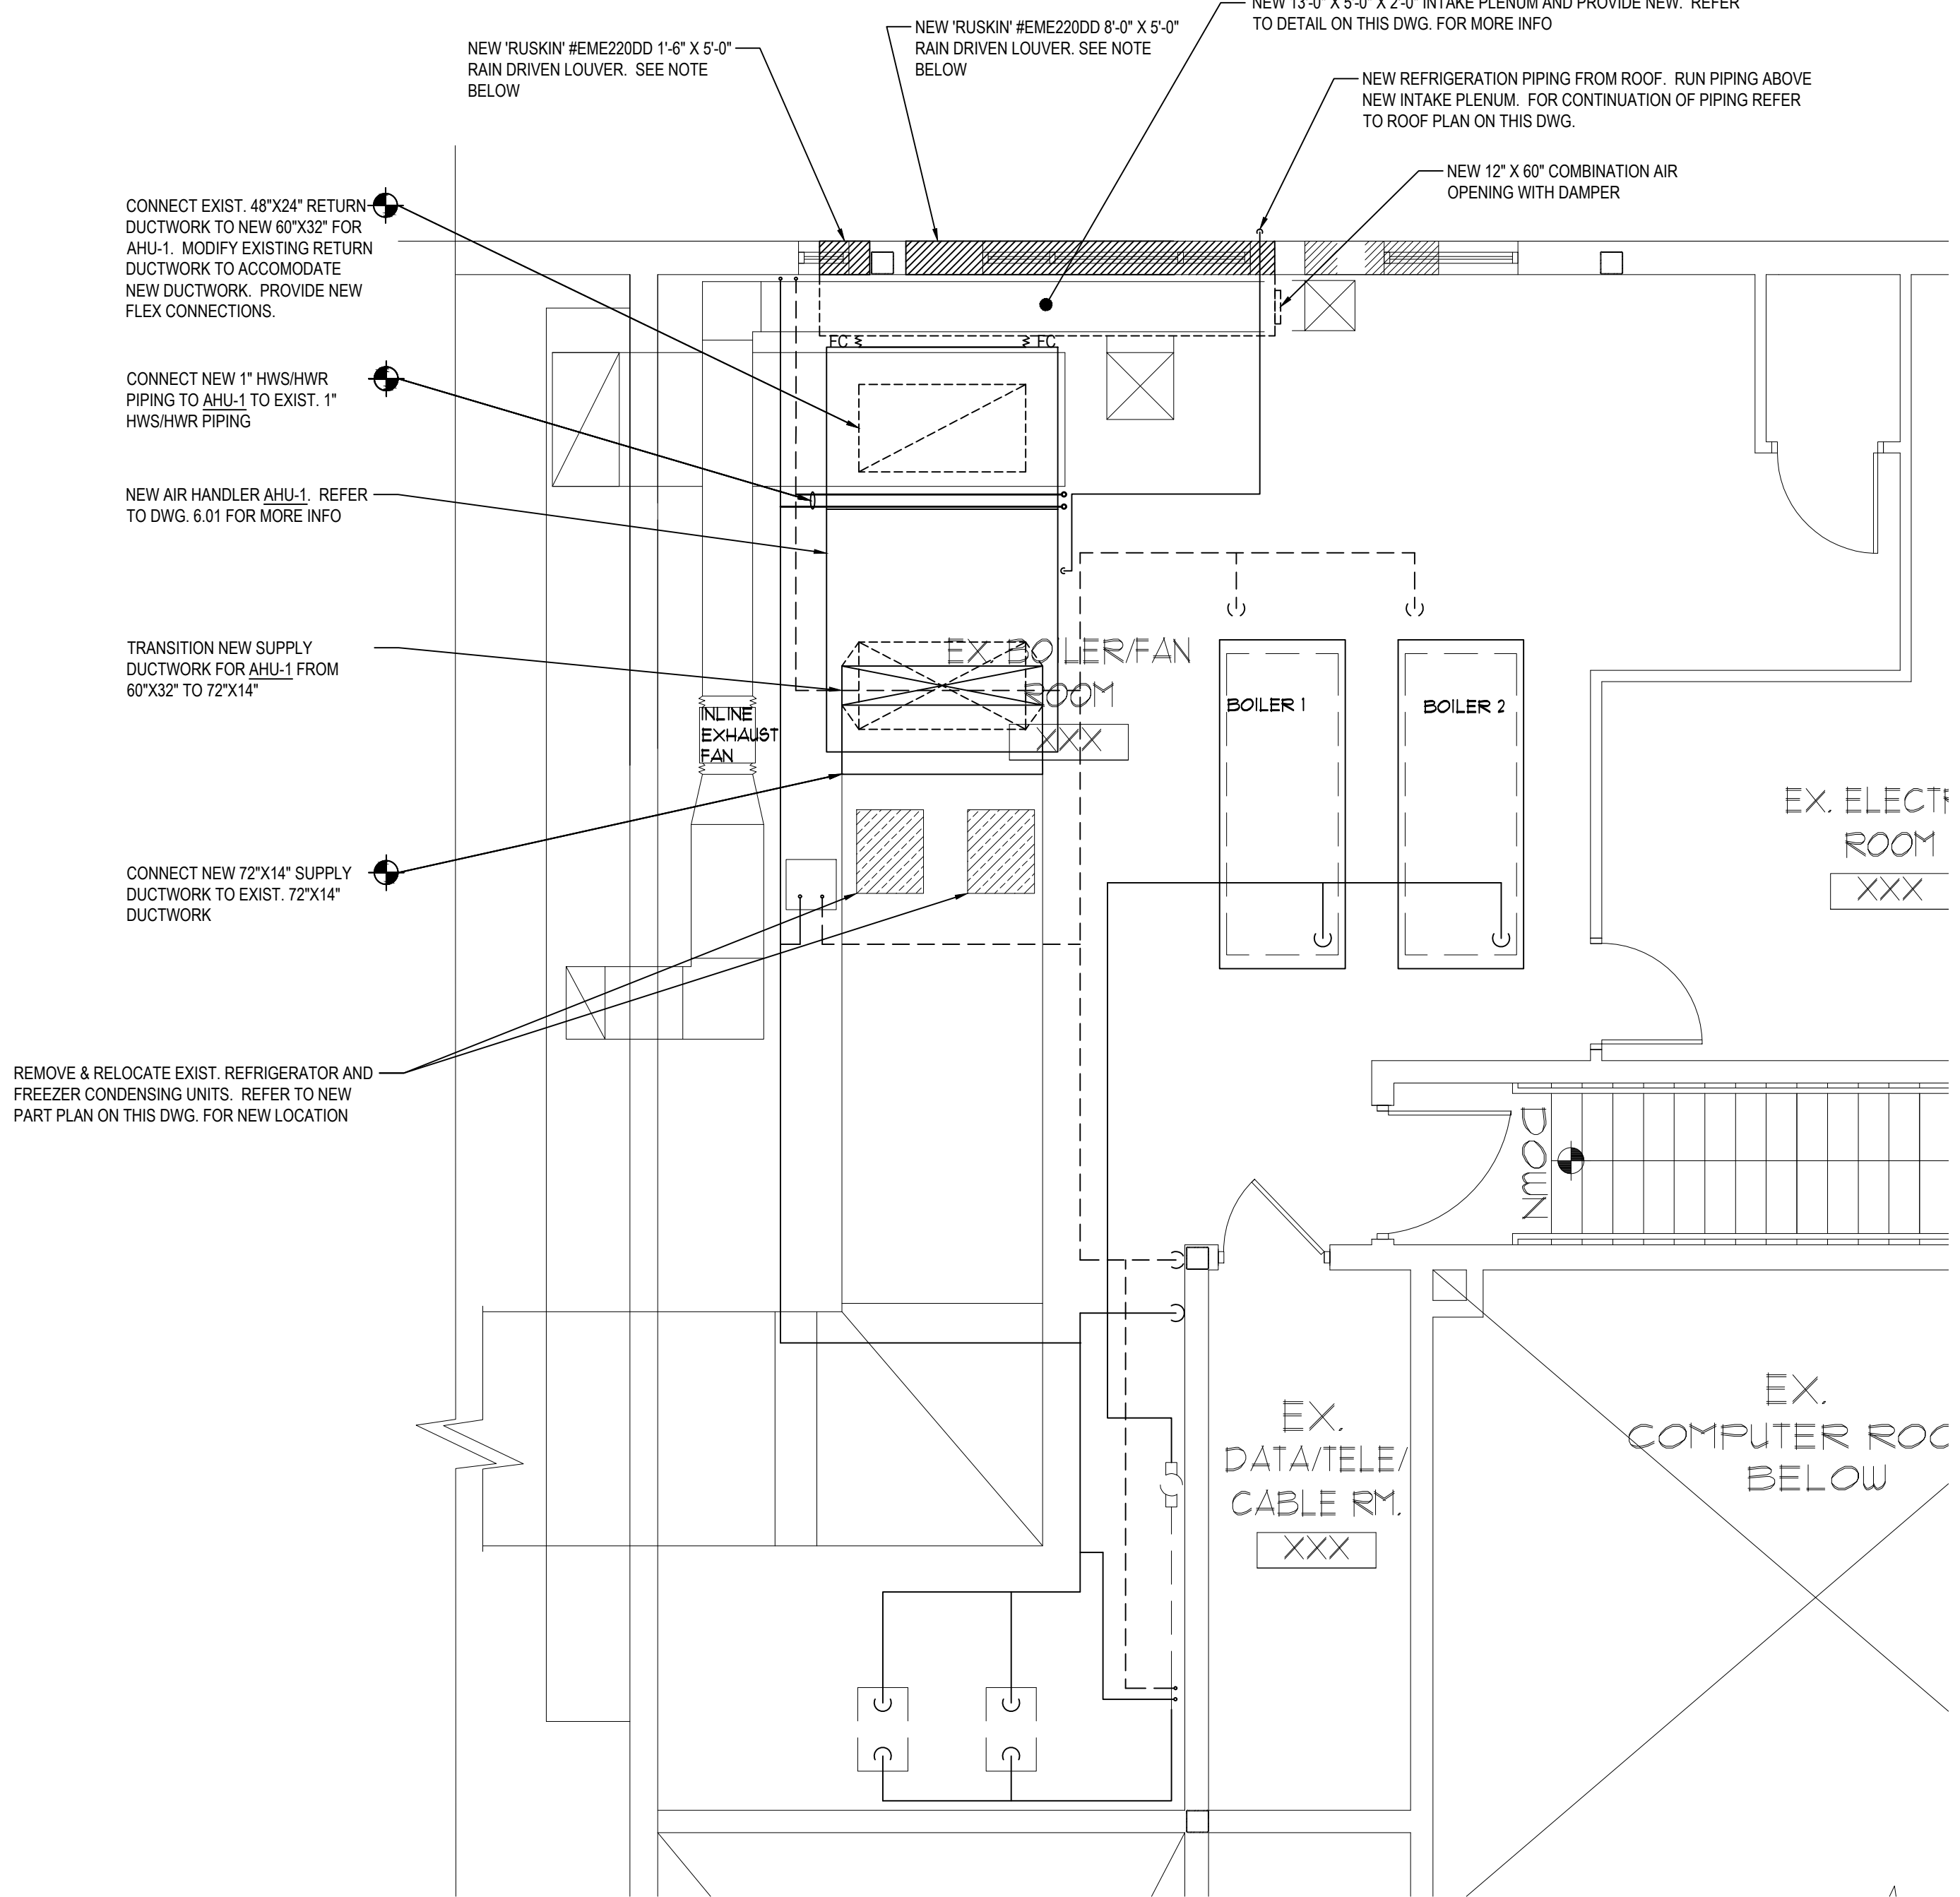 NEW 13'-0" X 5'-0" X 2'-0" INTAKE PLENUM AND PROVIDE NEW. REFER
TO DETAIL ON THIS DWG. FOR MORE INFO
NEW 'RUSKIN' #EME220DD 8'-0" X 5'-0"
RAIN DRIVEN LOUVER. SEE NOTE
BELOW
NEW 'RUSKIN' #EME220DD 1'-6" X 5'-0"
RAIN DRIVEN LOUVER. SEE NOTE
BELOW
NEW REFRIGERATION PIPING FROM ROOF. RUN PIPING ABOVE
NEW INTAKE PLENUM. FOR CONTINUATION OF PIPING REFER
TO ROOF PLAN ON THIS DWG.
NEW 12" X 60" COMBINATION AIR
OPENING WITH DAMPER
CONNECT EXIST. 48"X24" RETURN
DUCTWORK TO NEW 60"X32" FOR
AHU-1. MODIFY EXISTING RETURN
DUCTWORK TO ACCOMODATE
NEW DUCTWORK. PROVIDE NEW
FLEX CONNECTIONS.
FC
FC
CONNECT NEW 1" HWS/HWR
PIPING TO AHU-1 TO EXIST. 1"
HWS/HWR PIPING
NEW AIR HANDLER AHU-1. REFER
TO DWG. 6.01 FOR MORE INFO
TRANSITION NEW SUPPLY
DUCTWORK FOR AHU-1 FROM
60"X32" TO 72"X14"
EX. BOILER/FAN
ROOM
XXX
INLINE
EXHAUST
FAN
BOILER 1
BOILER 2
EX. ELECTR
ROOM
XXX
CONNECT NEW 72"X14" SUPPLY
DUCTWORK TO EXIST. 72"X14"
DUCTWORK
REMOVE & RELOCATE EXIST. REFRIGERATOR AND
FREEZER CONDENSING UNITS. REFER TO NEW
PART PLAN ON THIS DWG. FOR NEW LOCATION
DOWN
EX.
DATA/TELE/
CABLE RM.
XXX
EX.
COMPUTER ROO
BELOW